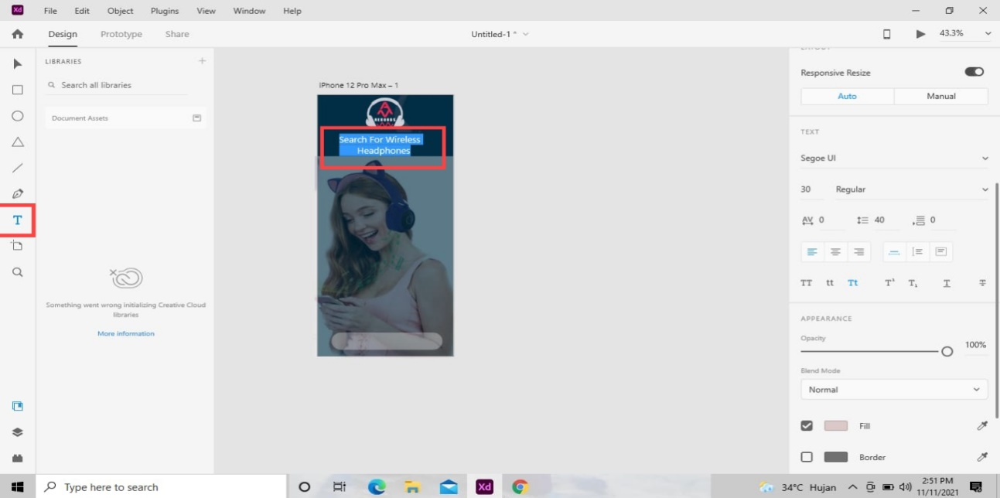 Xd File Edit Object Plugins View Window Help
Design Prototype Share Untitled-1 * 43.3%
LIBRARIES
Search all libraries
Document Assets
Something went wrong initializing Creative Cloud
libraries
More information
iPhone 12 Pro Max – 1
RECORDS
Search For Wireless
Headphones
LAYOUT
Responsive Resize
Auto Manual
TEXT
Segoe UI
30 Regular
AV 0 40 0
TT tt Tt T¹ T₁ T T
APPEARANCE
Opacity
100%
Blend Mode
Normal
Fill
Border
T
Type here to search
Xd
34°C Hujan
2:51 PM
11/11/2021